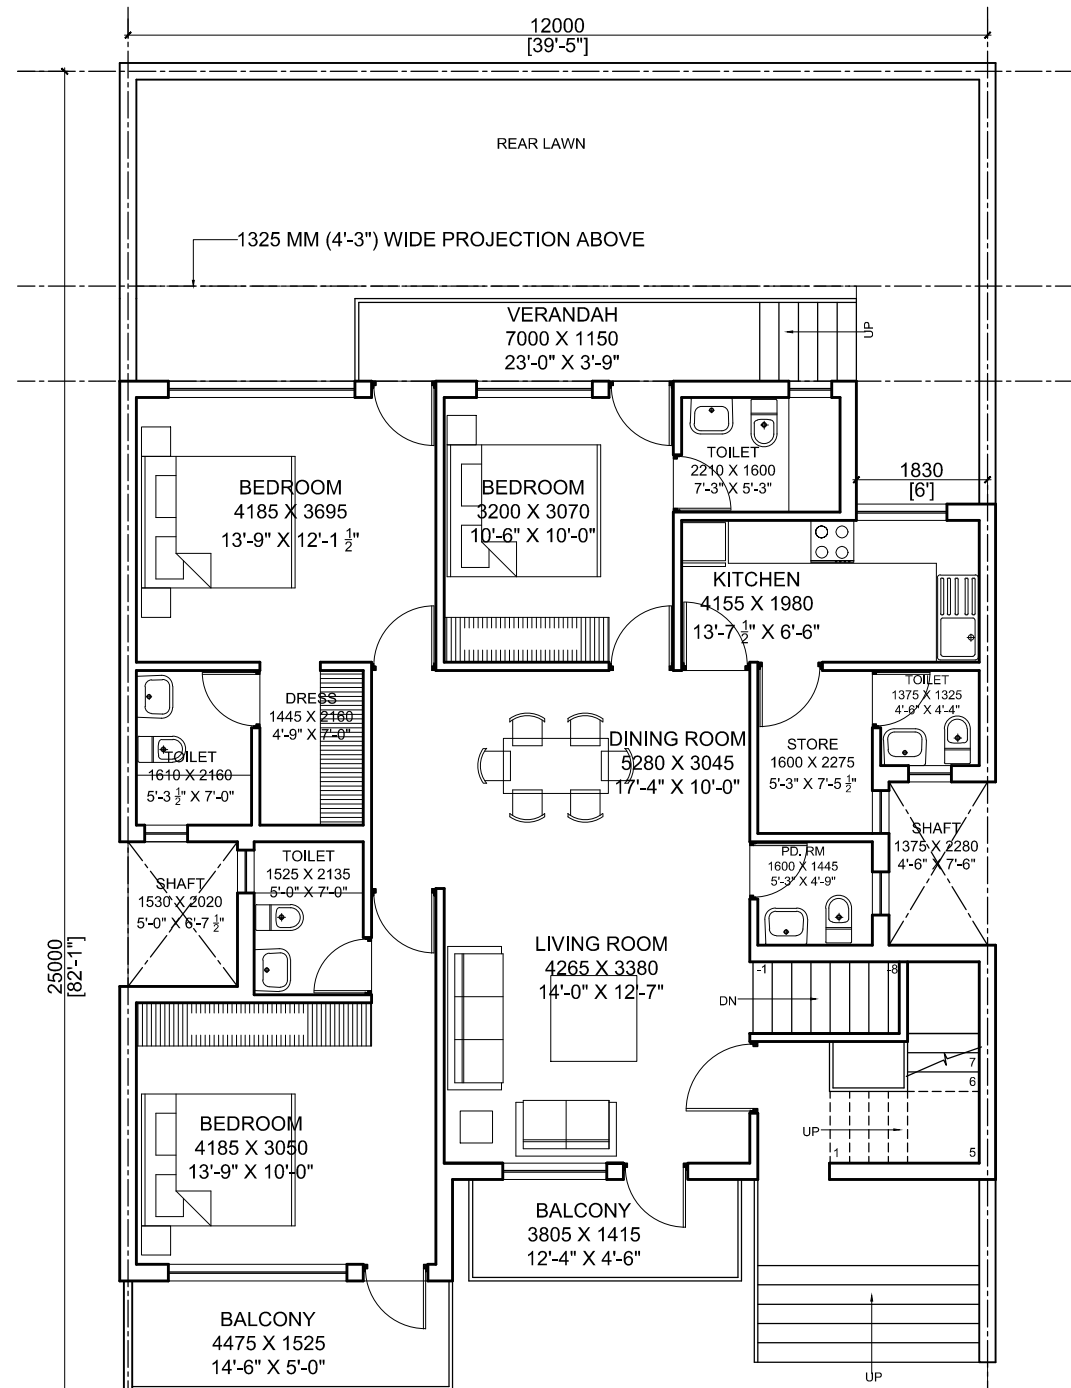 12000
[39'-5"]
REAR LAWN
1325 MM (4'-3") WIDE PROJECTION ABOVE
VERANDAH
7000 X 1150
23'-0" X 3'-9"
UP
BEDROOM
4185 X 3695
13'-9" X 12'-1 1/2"
BEDROOM
3200 X 3070
10'-6" X 10'-0"
TOILET
2210 X 1600
7'-3" X 5'-3"
1830
[6']
KITCHEN
4155 X 1980
13'-7 1/2" X 6'-6"
DRESS
1445 X 2160
4'-9" X 7'-0"
TOILET
1610 X 2160
5'-3 1/2" X 7'-0"
DINING ROOM
5280 X 3045
17'-4" X 10'-0"
STORE
1600 X 2275
5'-3" X 7'-5 1/2"
TOILET
1375 X 1325
4'-6" X 4'-4"
SHAFT
1375 X 2280
4'-6" X 7'-6"
PD. RM
1600 X 1445
5'-3" X 4'-9"
TOILET
1525 X 2135
5'-0" X 7'-0"
SHAFT
1530 X 2020
5'-0" X 6'-7 1/2"
25000
[82'-1"]
LIVING ROOM
4265 X 3380
14'-0" X 12'-7"
-1
-8
DN
7
6
UP
1
5
BEDROOM
4185 X 3050
13'-9" X 10'-0"
BALCONY
3805 X 1415
12'-4" X 4'-6"
BALCONY
4475 X 1525
14'-6" X 5'-0"
UP